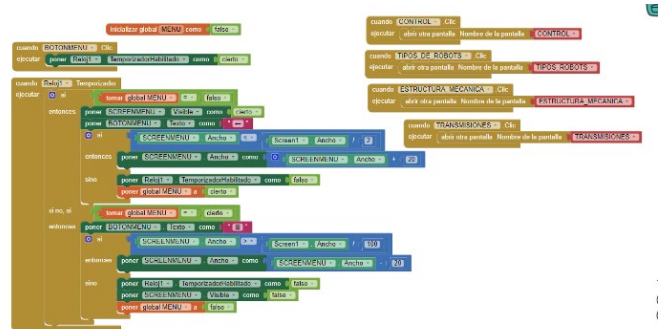 inicializar global MENU como falso
cuando BOTONMENU Clic
ejecutar poner Reloj1 TemporizadorHabilitado como cierto
cuando Reloj1 Temporizador
ejecutar si tomar global MENU = falso
entonces poner SCREENMENU Visible como cierto
poner BOTONMENU Texto como
si SCREENMENU Ancho < Screen1 Ancho / 3
entonces poner SCREENMENU Ancho como SCREENMENU Ancho + 20
sino poner Reloj1 TemporizadorHabilitado como falso
poner global MENU a cierto
si no, si tomar global MENU = cierto
entonces poner BOTONMENU Texto como
si SCREENMENU Ancho > Screen1 Ancho / 100
entonces poner SCREENMENU Ancho como SCREENMENU Ancho - 20
sino poner Reloj1 TemporizadorHabilitado como falso
poner SCREENMENU Visible como falso
poner global MENU a falso
cuando CONTROL Clic
ejecutar abrir otra pantalla Nombre de la pantalla CONTROL
cuando TIPOS_DE_ROBOTS Clic
ejecutar abrir otra pantalla Nombre de la pantalla TIPOS_ROBOTS
cuando ESTRUCTURA_MECANICA Clic
ejecutar abrir otra pantalla Nombre de la pantalla ESTRUCTURA_MECANICA
cuando TRANSMISIONES Clic
ejecutar abrir otra pantalla Nombre de la pantalla TRANSMISIONES